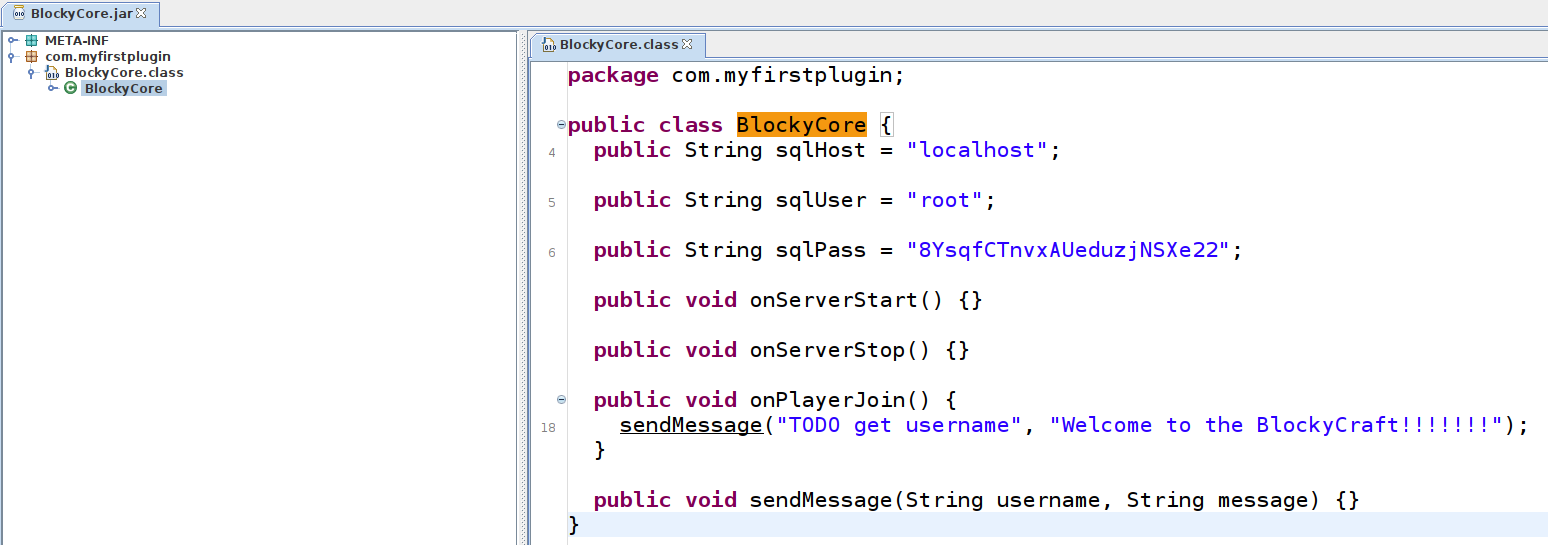 BlockyCore.jar
META-INF
com.myfirstplugin
BlockyCore.class
BlockyCore
BlockyCore.class
package com.myfirstplugin;
public class BlockyCore {
4 public String sqlHost = "localhost";
5 public String sqlUser = "root";
6 public String sqlPass = "8YsqfCTnvxAUeduzjNSXe22";
public void onServerStart() {}
public void onServerStop() {}
public void onPlayerJoin() {
18 sendMessage("TODO get username", "Welcome to the BlockyCraft!!!!!!!");
}
public void sendMessage(String username, String message) {}
}